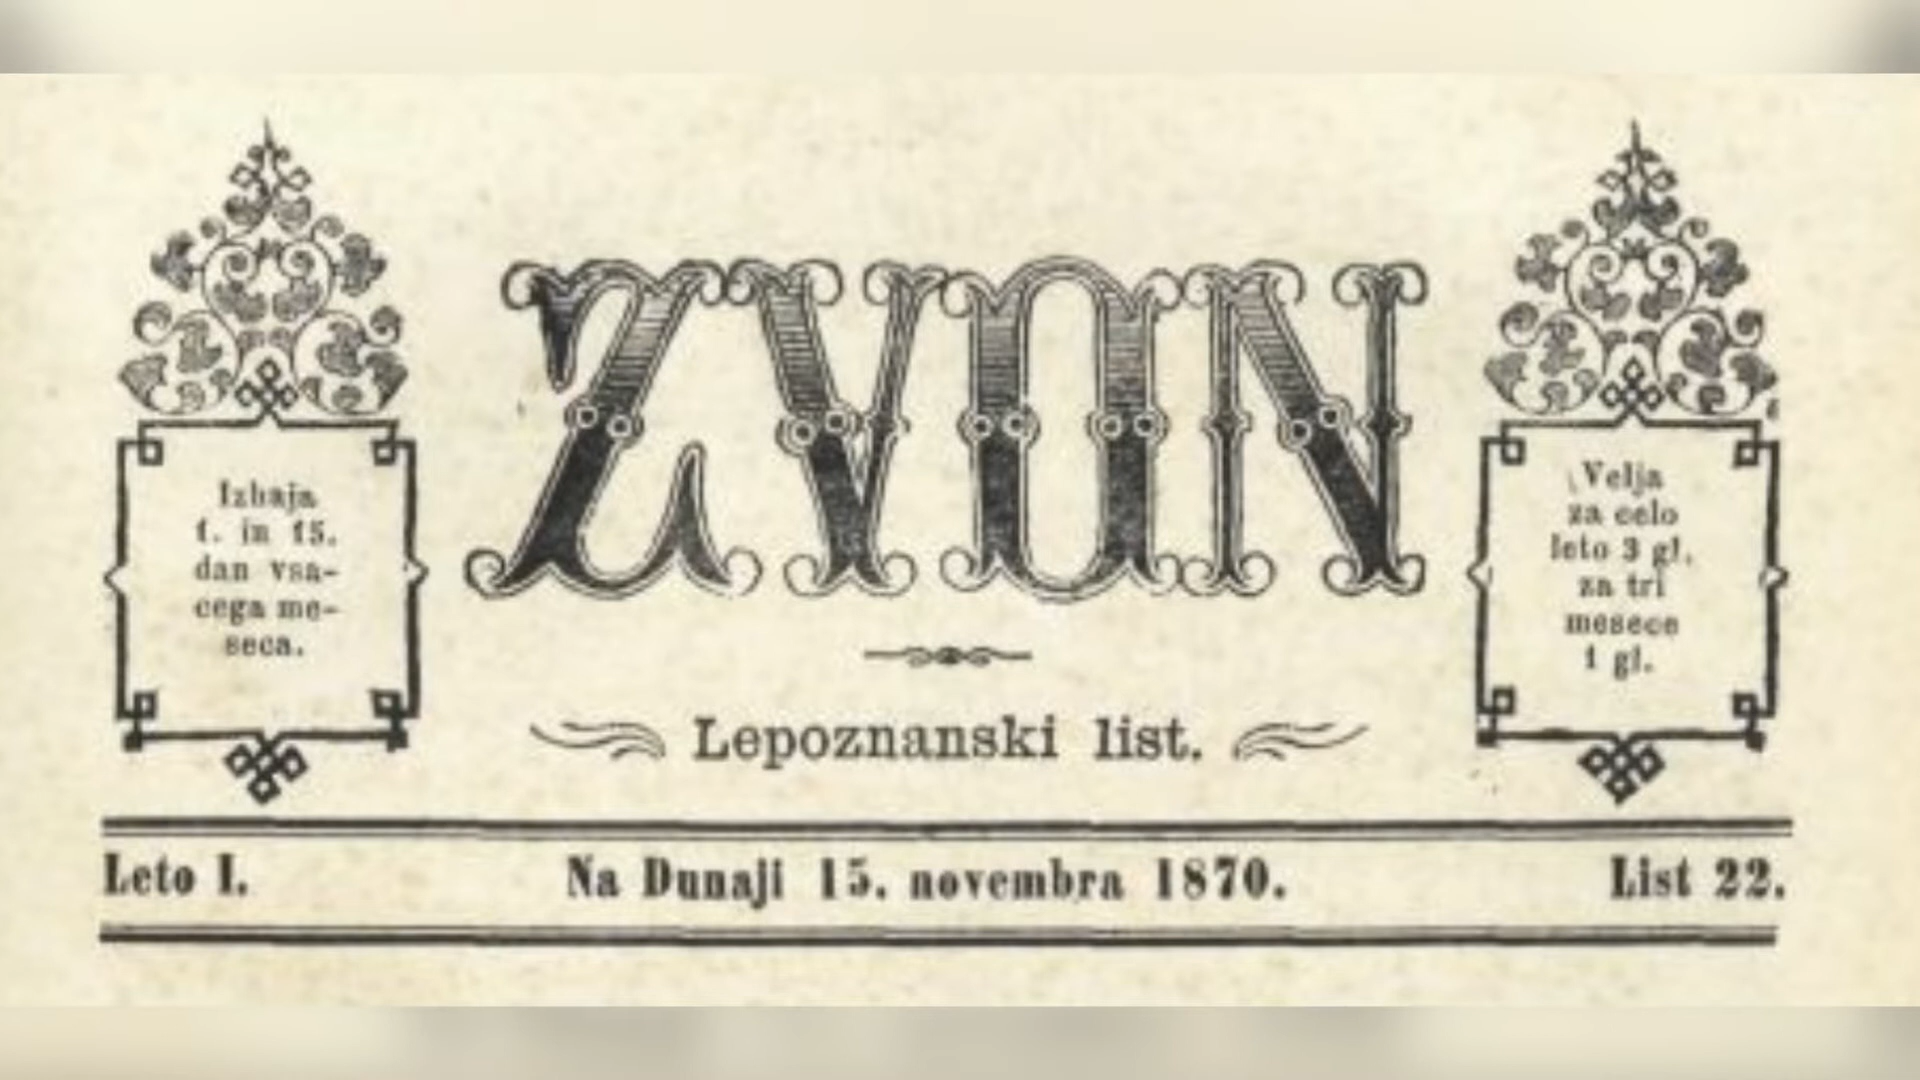 Izhaja
1. in 15.
dan vsa-
cega me-
seca.
ZVON
Lepoznanski list.
Velja
za celo
leto 3 gl.
za tri
mesece
1 gl.
Leto I. Na Dunaji 15. novembra 1870. List 22.